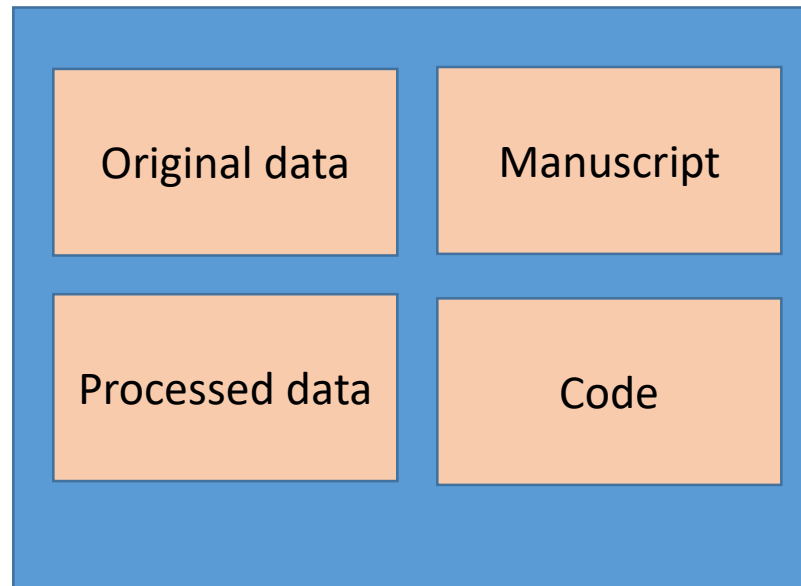 Original data
Manuscript
Processed data
Code